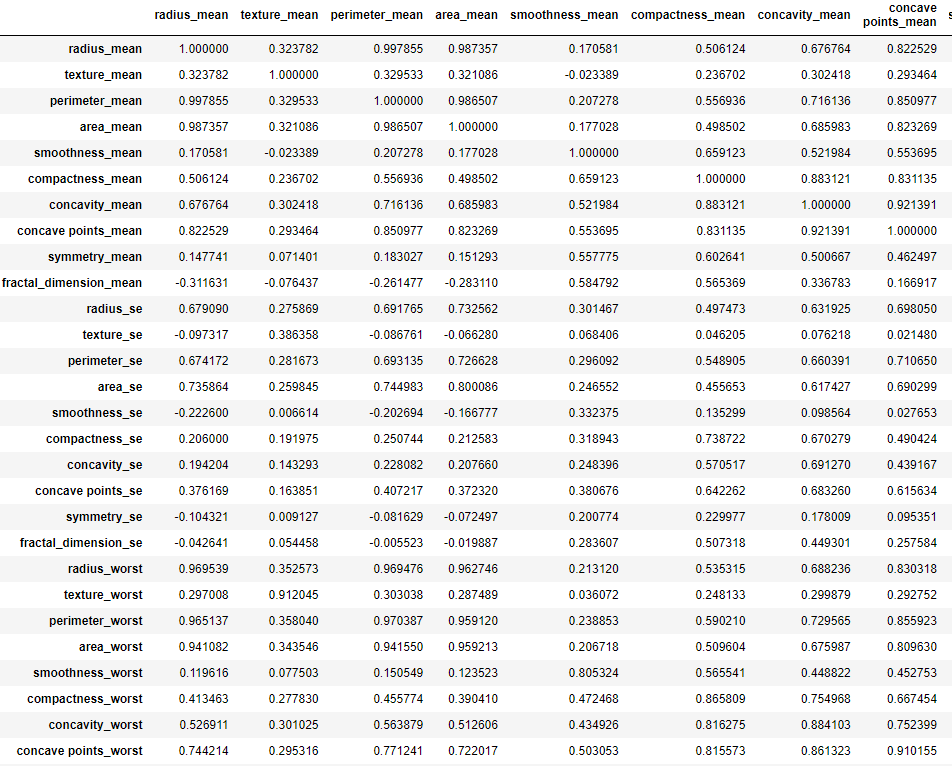 radius_mean texture_mean perimeter_mean area_mean smoothness_mean compactness_mean concavity_mean concave points_mean s
radius_mean 1.000000 0.323782 0.997855 0.987357 0.170581 0.506124 0.676764 0.822529
texture_mean 0.323782 1.000000 0.329533 0.321086 -0.023389 0.236702 0.302418 0.293464
perimeter_mean 0.997855 0.329533 1.000000 0.986507 0.207278 0.556936 0.716136 0.850977
area_mean 0.987357 0.321086 0.986507 1.000000 0.177028 0.498502 0.685983 0.823269
smoothness_mean 0.170581 -0.023389 0.207278 0.177028 1.000000 0.659123 0.521984 0.553695
compactness_mean 0.506124 0.236702 0.556936 0.498502 0.659123 1.000000 0.883121 0.831135
concavity_mean 0.676764 0.302418 0.716136 0.685983 0.521984 0.883121 1.000000 0.921391
concave points_mean 0.822529 0.293464 0.850977 0.823269 0.553695 0.831135 0.921391 1.000000
symmetry_mean 0.147741 0.071401 0.183027 0.151293 0.557775 0.602641 0.500667 0.462497
fractal_dimension_mean -0.311631 -0.076437 -0.261477 -0.283110 0.584792 0.565369 0.336783 0.166917
radius_se 0.679090 0.275869 0.691765 0.732562 0.301467 0.497473 0.631925 0.698050
texture_se -0.097317 0.386358 -0.086761 -0.066280 0.068406 0.046205 0.076218 0.021480
perimeter_se 0.674172 0.281673 0.693135 0.726628 0.296092 0.548905 0.660391 0.710650
area_se 0.735864 0.259845 0.744983 0.800086 0.246552 0.455653 0.617427 0.690299
smoothness_se -0.222600 0.006614 -0.202694 -0.166777 0.332375 0.135299 0.098564 0.027653
compactness_se 0.206000 0.191975 0.250744 0.212583 0.318943 0.738722 0.670279 0.490424
concavity_se 0.194204 0.143293 0.228082 0.207660 0.248396 0.570517 0.691270 0.439167
concave points_se 0.376169 0.163851 0.407217 0.372320 0.380676 0.642262 0.683260 0.615634
symmetry_se -0.104321 0.009127 -0.081629 -0.072497 0.200774 0.229977 0.178009 0.095351
fractal_dimension_se -0.042641 0.054458 -0.005523 -0.019887 0.283607 0.507318 0.449301 0.257584
radius_worst 0.969539 0.352573 0.969476 0.962746 0.213120 0.535315 0.688236 0.830318
texture_worst 0.297008 0.912045 0.303038 0.287489 0.036072 0.248133 0.299879 0.292752
perimeter_worst 0.965137 0.358040 0.970387 0.959120 0.238853 0.590210 0.729565 0.855923
area_worst 0.941082 0.343546 0.941550 0.959213 0.206718 0.509604 0.675987 0.809630
smoothness_worst 0.119616 0.077503 0.150549 0.123523 0.805324 0.565541 0.448822 0.452753
compactness_worst 0.413463 0.277830 0.455774 0.390410 0.472468 0.865809 0.754968 0.667454
concavity_worst 0.526911 0.301025 0.563879 0.512606 0.434926 0.816275 0.884103 0.752399
concave points_worst 0.744214 0.295316 0.771241 0.722017 0.503053 0.815573 0.861323 0.910155